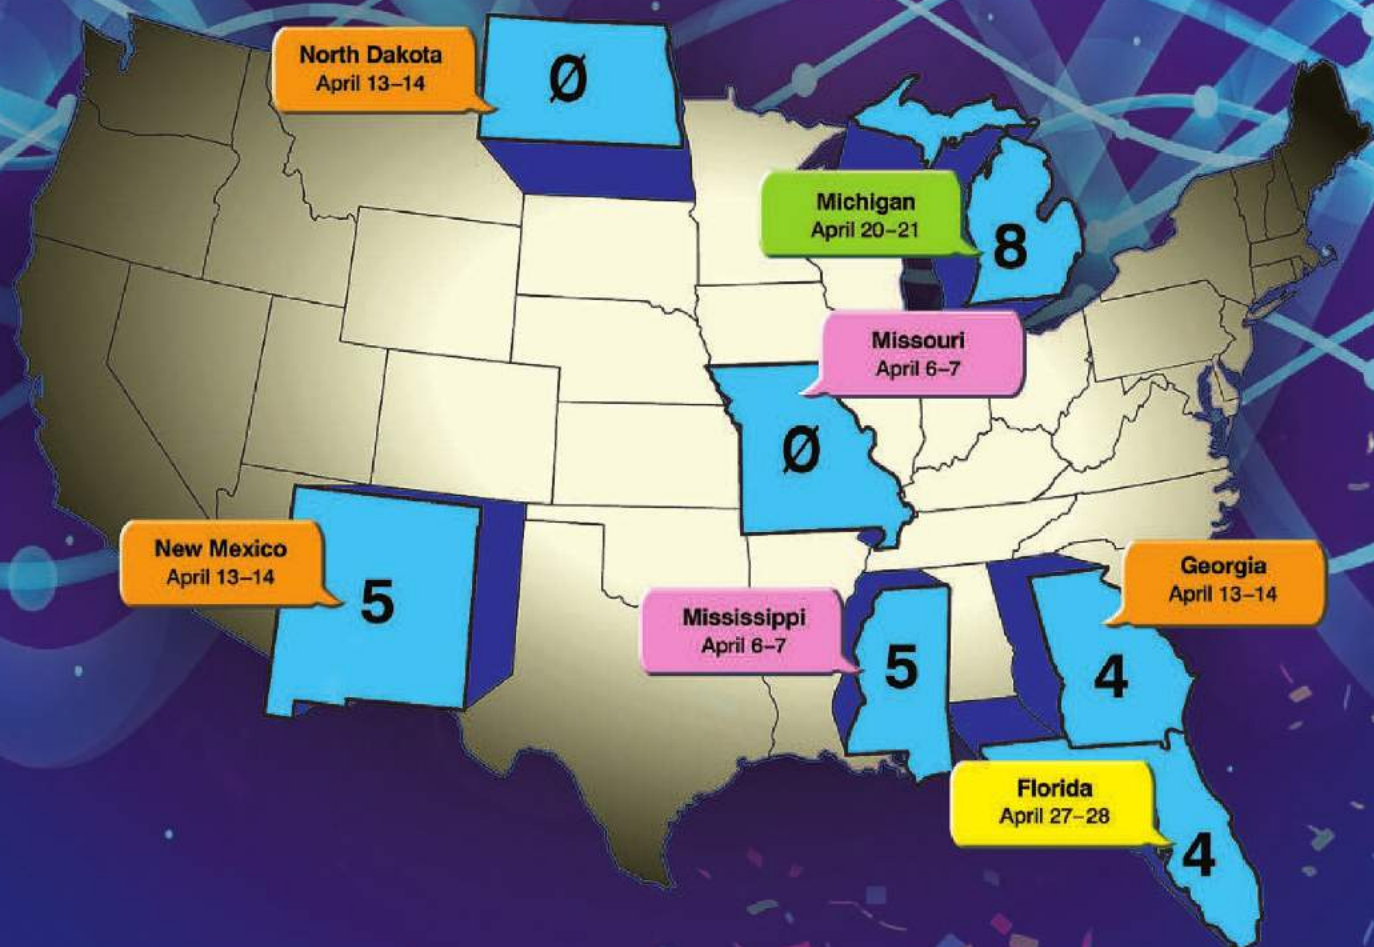 North Dakota
April 13–14
Ø
Michigan
April 20–21
8
Missouri
April 6–7
Ø
New Mexico
April 13–14
5
Mississippi
April 6–7
5
Georgia
April 13–14
4
Florida
April 27–28
4